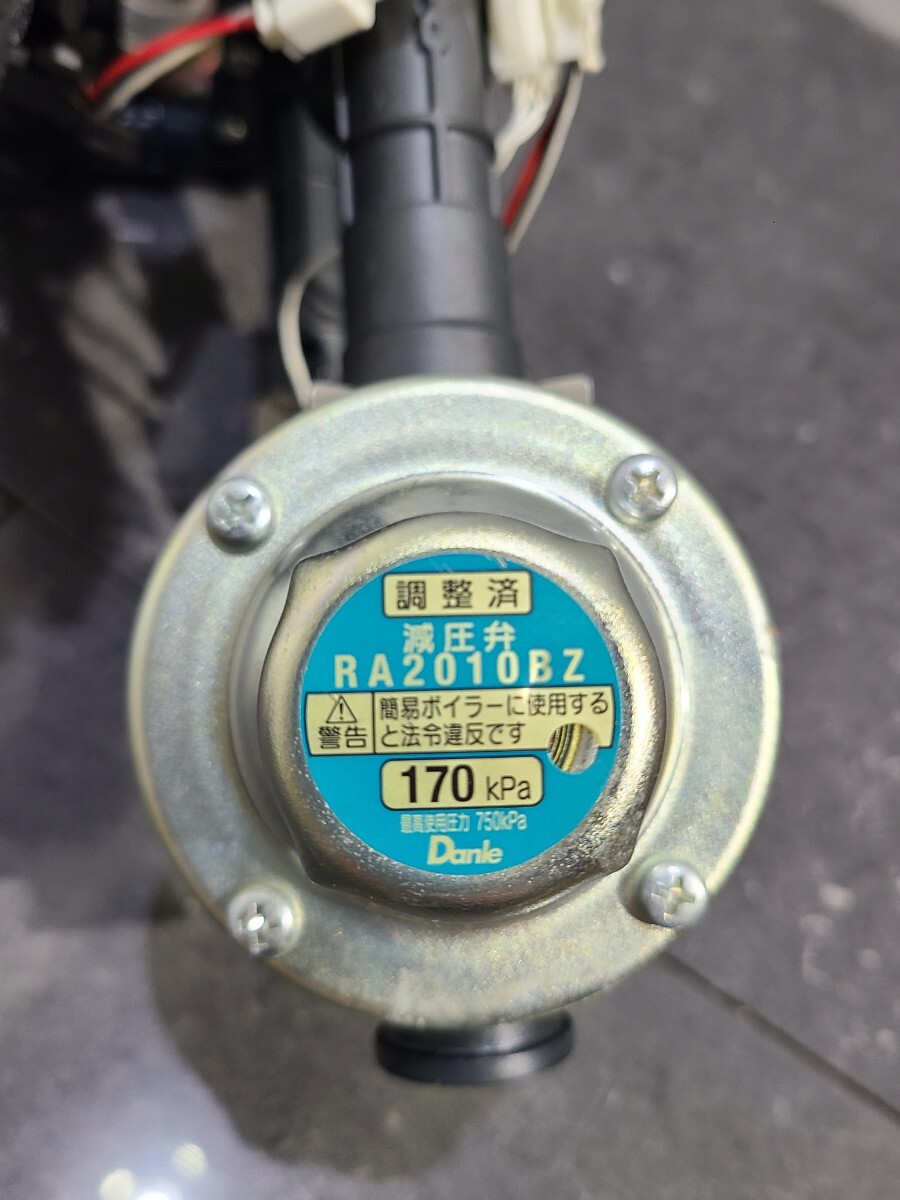 調整済
減圧弁
RA2010BZ
警告
簡易ボイラーに使用する
と法令違反です
170 kPa
最高使用圧力 750kPa
Danle